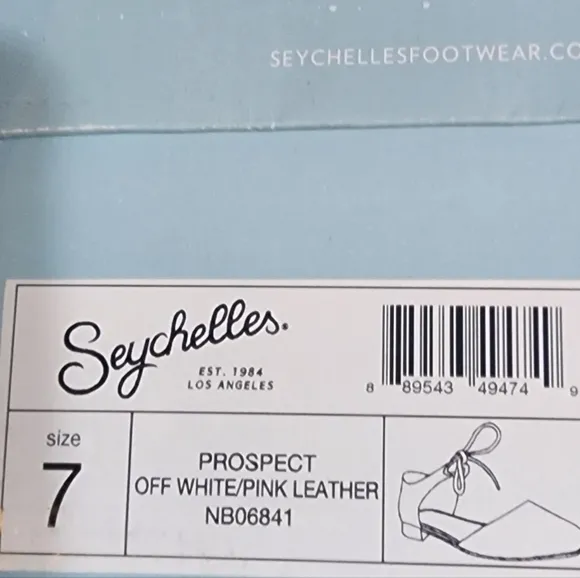 SEYCHELLESFOOTWEAR.CO
Seychelles.
EST. 1984
LOS ANGELES
8 89543 49474 9
size
7
PROSPECT
OFF WHITE/PINK LEATHER
NB06841